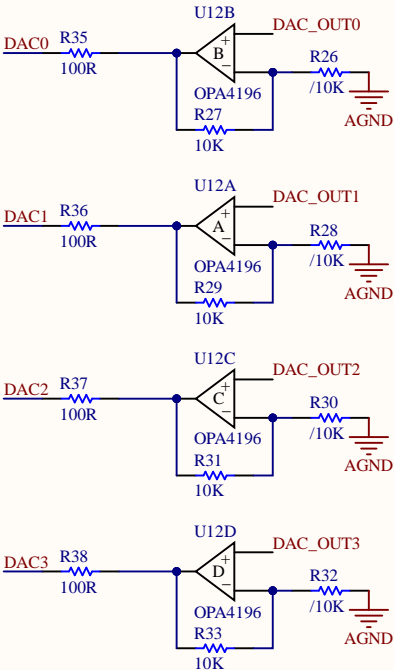 U12B
DAC_OUT0
DAC0
R35
100R
+
B
−
OPA4196
R26
/10K
AGND
R27
10K
U12A
DAC_OUT1
DAC1
R36
100R
+
A
−
OPA4196
R28
/10K
AGND
R29
10K
U12C
DAC_OUT2
DAC2
R37
100R
+
C
−
OPA4196
R30
/10K
AGND
R31
10K
U12D
DAC_OUT3
DAC3
R38
100R
+
D
−
OPA4196
R32
/10K
AGND
R33
10K